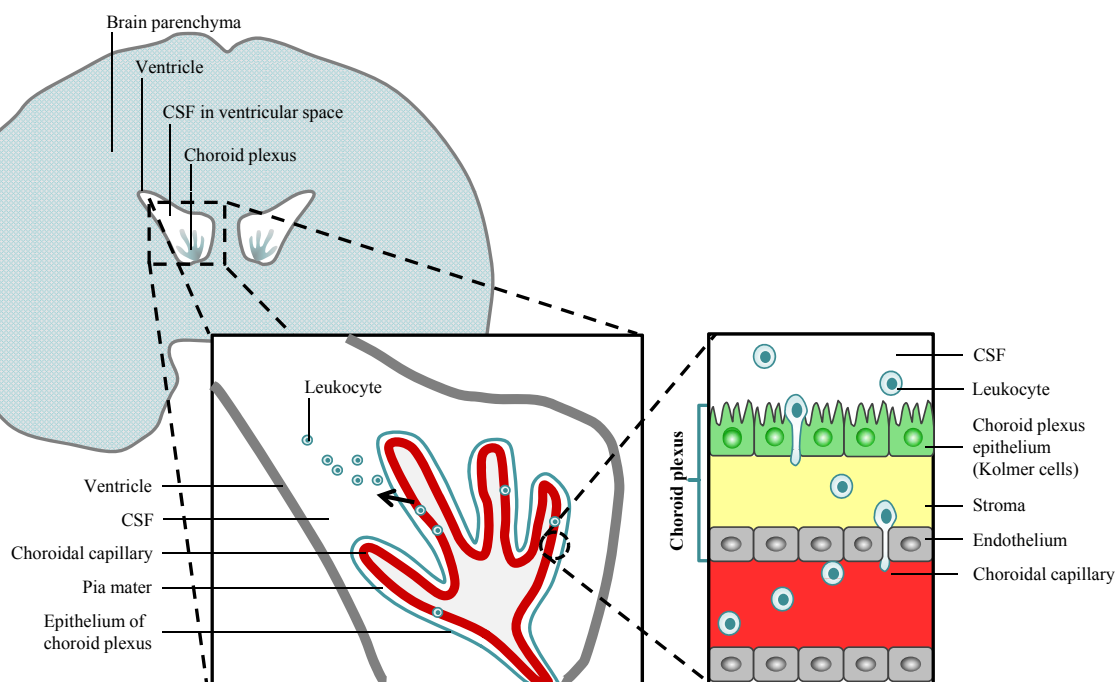 Brain parenchyma
Ventricle
CSF in ventricular space
Choroid plexus
Leukocyte
Ventricle
CSF
Choroidal capillary
Pia mater
Epithelium of
choroid plexus
Choroid plexus
CSF
Leukocyte
Choroid plexus
epithelium
(Kolmer cells)
Stroma
Endothelium
Choroidal capillary